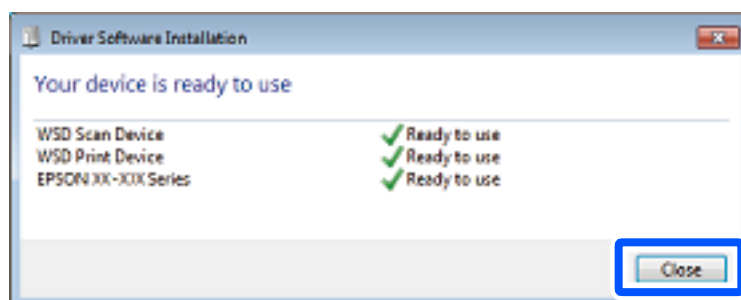 Driver Software Installation
Your device is ready to use
WSD Scan Device Ready to use
WSD Print Device Ready to use
EPSON XX-XXX Series Ready to use
Close